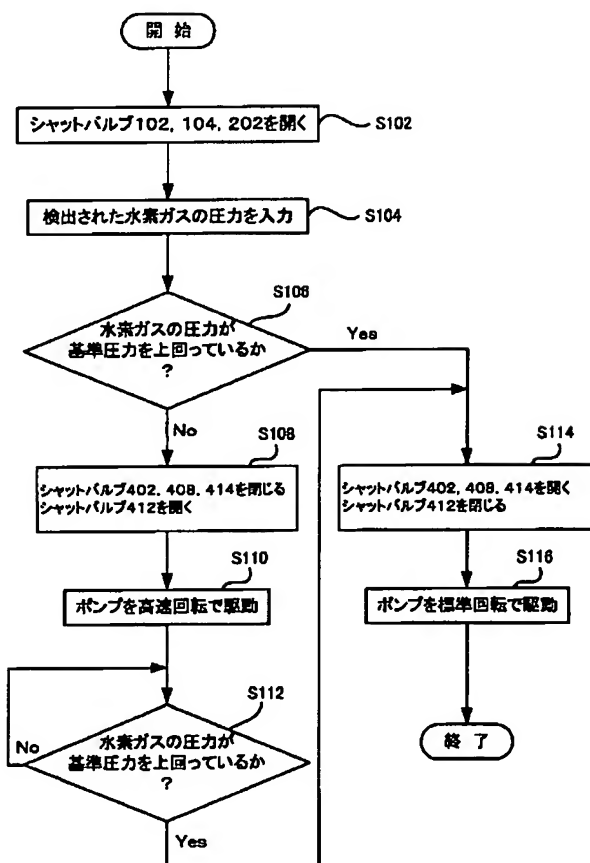 開始
シャットバルブ102, 104, 202を開く
S102
検出された水素ガスの圧力を入力
S104
S106
水素ガスの圧力が
基準圧力を上回っているか
?
Yes
No
S108
シャットバルブ402, 408, 414を閉じる
シャットバルブ412を開く
S114
シャットバルブ402, 408, 414を開く
シャットバルブ412を閉じる
S110
ポンプを高速回転で駆動
S116
ポンプを標準回転で駆動
S112
水素ガスの圧力が
基準圧力を上回っているか
?
No
Yes
終了